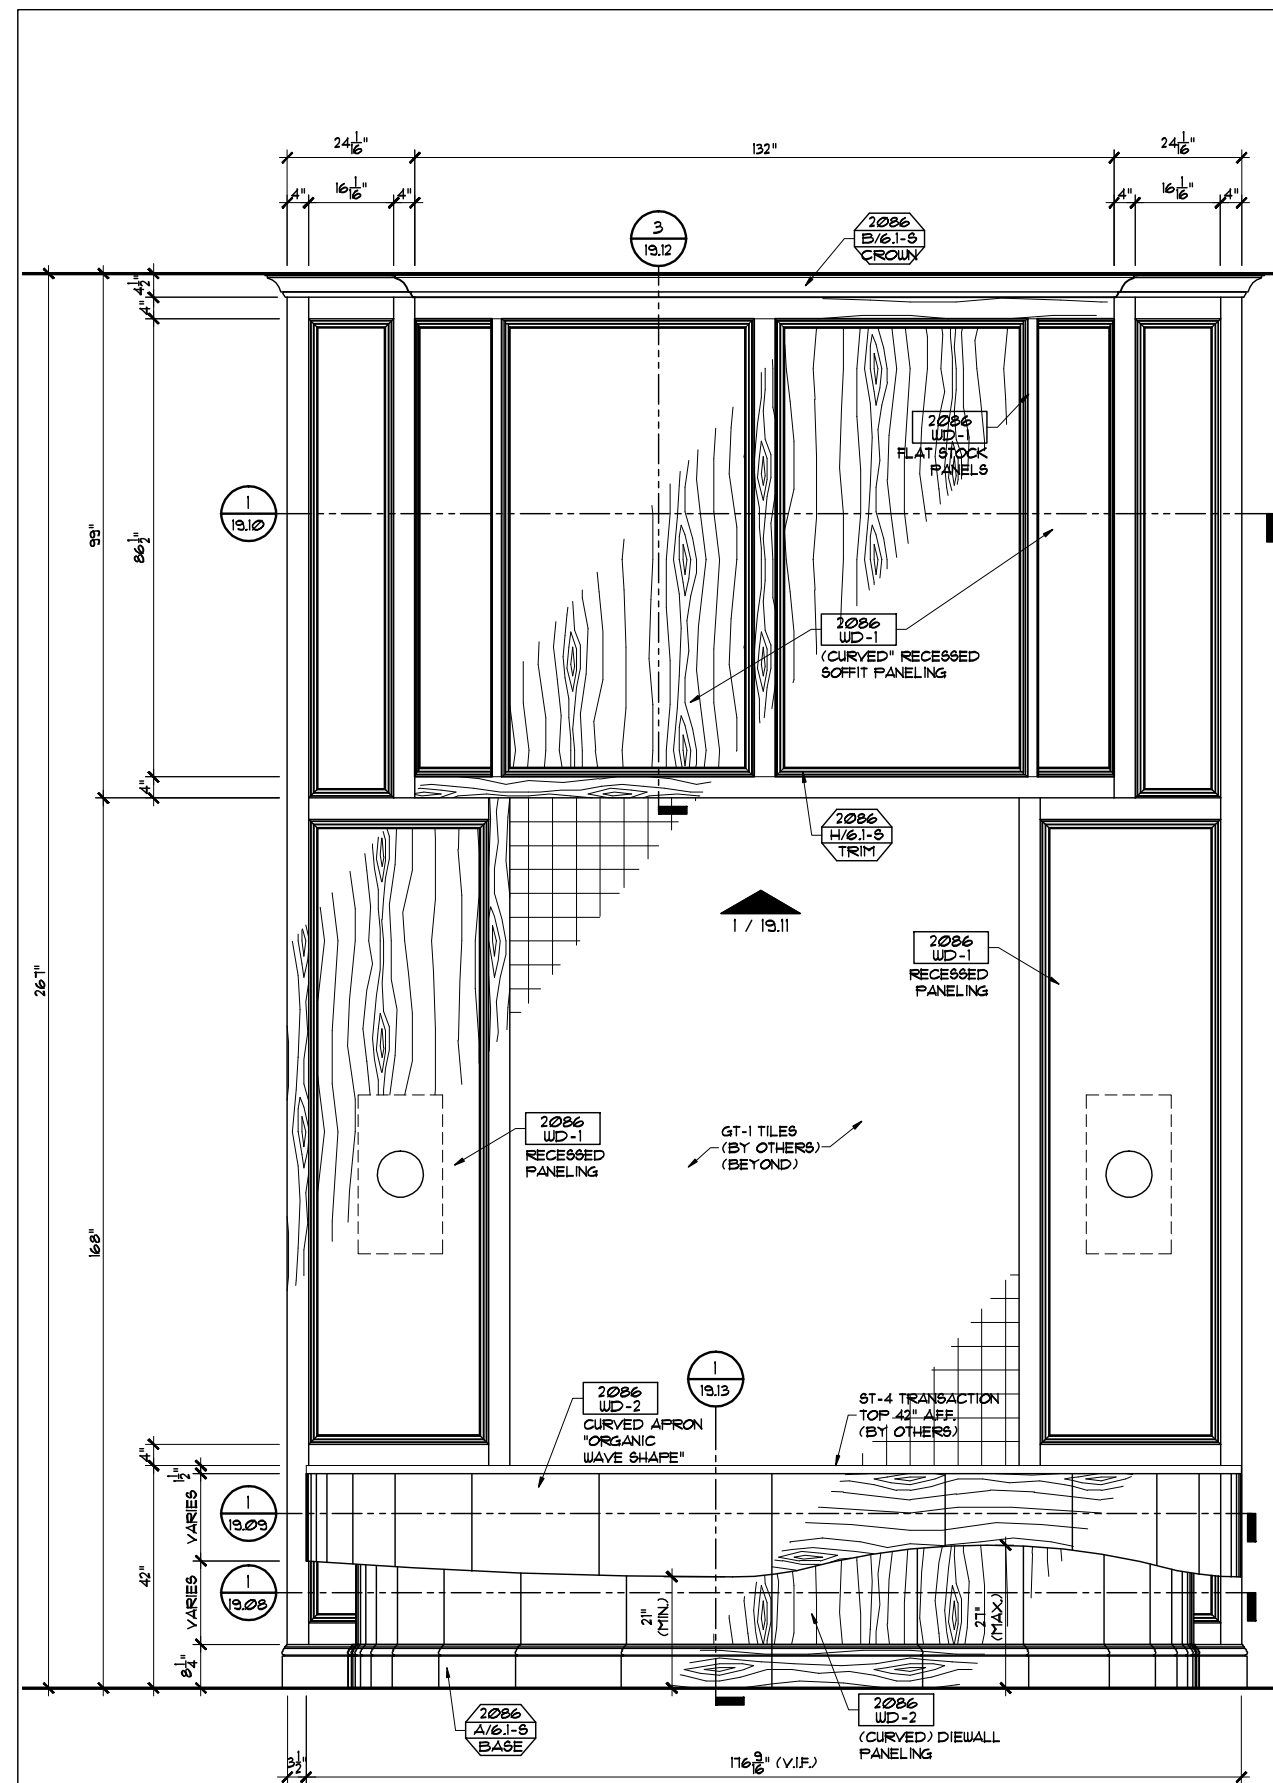 24 1/16"
132"
24 1/16"
4"
16 1/16"
4"
4"
16 1/16"
4"
3
19.12
2086
B/6.1-S
CROWN
4 1/2"
4"
2086
WD-1
FLAT STOCK
PANELS
1
19.10
99"
86 1/2"
2086
WD-1
(CURVED" RECESSED
SOFFIT PANELING
4"
2086
H/6.1-S
TRIM
1 / 19.11
2086
WD-1
RECESSED
PANELING
267"
2086
WD-1
RECESSED
PANELING
GT-1 TILES
(BY OTHERS)
(BEYOND)
168"
1
19.13
2086
WD-2
CURVED APRON
"ORGANIC
WAVE SHAPE"
ST-4 TRANSACTION
TOP 42" A.F.F.
(BY OTHERS)
4"
1 1/2"
VARIES
1
19.09
42"
VARIES
1
19.08
21"
(MIN.)
27"
(MAX.)
8 1/4"
2086
A/6.1-S
BASE
2086
WD-2
(CURVED) DIEWALL
PANELING
3 1/2"
176 9/16" (V.I.F.)